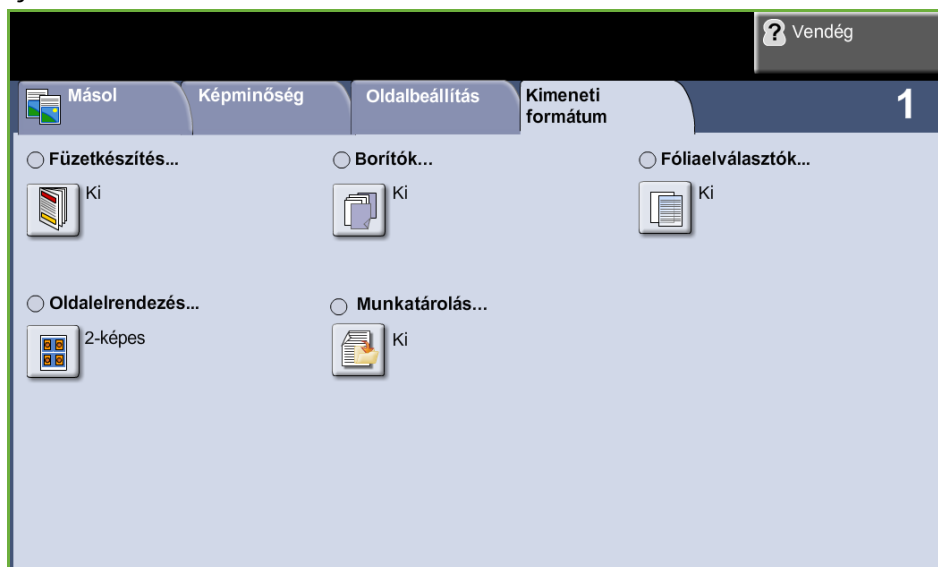 ? Vendég
Másol
Képminőség
Oldalbeállítás
Kimeneti
formátum
1
Füzetkészítés...
Borítók...
Fóliaelválasztók...
Ki
Ki
Ki
Oldalelrendezés...
Munkatárolás...
2-képes
Ki